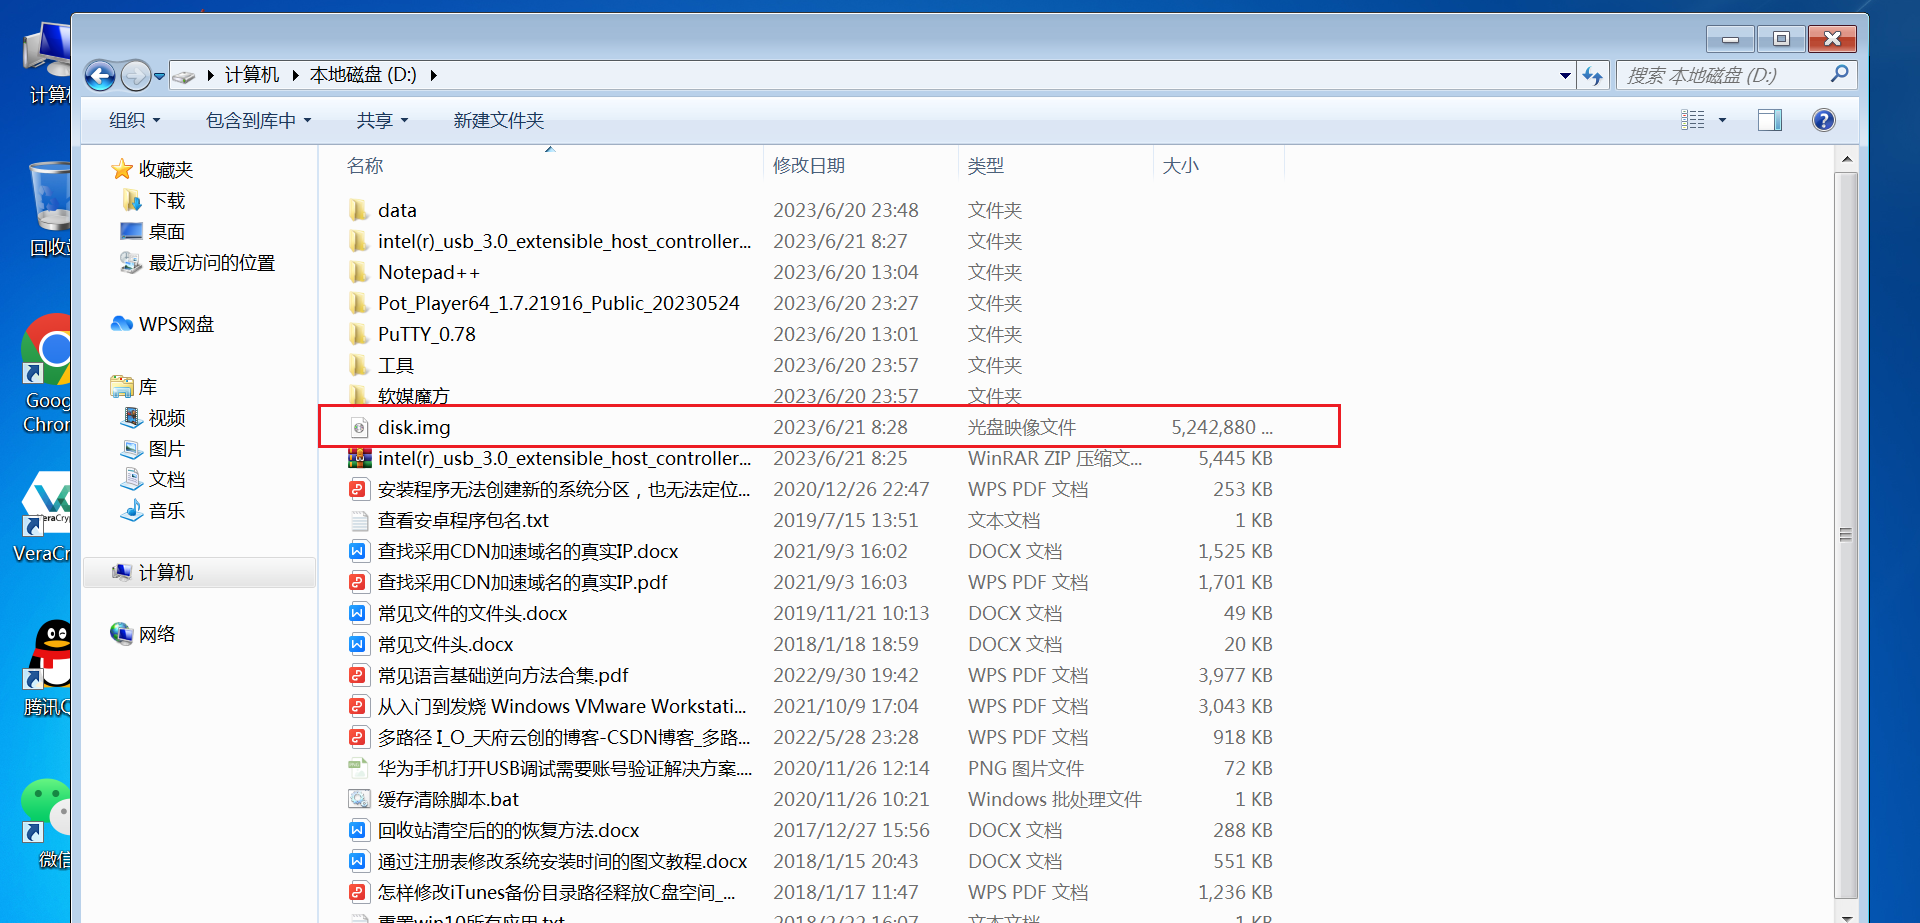 计算机 本地磁盘 (D:)
搜索 本地磁盘 (D:)
组织
包含到库中
共享
新建文件夹
收藏夹
下载
桌面
最近访问的位置
WPS网盘
库
视频
图片
文档
音乐
计算机
网络
名称 修改日期 类型 大小
data 2023/6/20 23:48 文件夹
intel(r)_usb_3.0_extensible_host_controller... 2023/6/21 8:27 文件夹
Notepad++ 2023/6/20 13:04 文件夹
Pot_Player64_1.7.21916_Public_20230524 2023/6/20 23:27 文件夹
PuTTY_0.78 2023/6/20 13:01 文件夹
工具 2023/6/20 23:57 文件夹
软媒魔方 2023/6/20 23:57 文件夹
disk.img 2023/6/21 8:28 光盘映像文件 5,242,880 ...
intel(r)_usb_3.0_extensible_host_controller... 2023/6/21 8:25 WinRAR ZIP 压缩文... 5,445 KB
安装程序无法创建新的系统分区，也无法定位... 2020/12/26 22:47 WPS PDF 文档 253 KB
查看安卓程序包名.txt 2019/7/15 13:51 文本文档 1 KB
查找采用CDN加速域名的真实IP.docx 2021/9/3 16:02 DOCX 文档 1,525 KB
查找采用CDN加速域名的真实IP.pdf 2021/9/3 16:03 WPS PDF 文档 1,701 KB
常见文件的文件头.docx 2019/11/21 10:13 DOCX 文档 49 KB
常见文件头.docx 2018/1/18 18:59 DOCX 文档 20 KB
常见语言基础逆向方法合集.pdf 2022/9/30 19:42 WPS PDF 文档 3,977 KB
从入门到发烧 Windows VMware Workstati... 2021/10/9 17:04 WPS PDF 文档 3,043 KB
多路径 I_O_天府云创的博客-CSDN博客_多路... 2022/5/28 23:28 WPS PDF 文档 918 KB
华为手机打开USB调试需要账号验证解决方案.... 2020/11/26 12:14 PNG 图片文件 72 KB
缓存清除脚本.bat 2020/11/26 10:21 Windows 批处理文件 1 KB
回收站清空后的的恢复方法.docx 2017/12/27 15:56 DOCX 文档 288 KB
通过注册表修改系统安装时间的图文教程.docx 2018/1/15 20:43 DOCX 文档 551 KB
怎样修改iTunes备份目录路径释放C盘空间_... 2018/1/17 11:47 WPS PDF 文档 1,236 KB
重置win10所有应用.txt 2018/2/22 16:07 文本文档 1 KB
计算机
回收站
Goog
Chrom
VeraCr
腾讯Q
微信